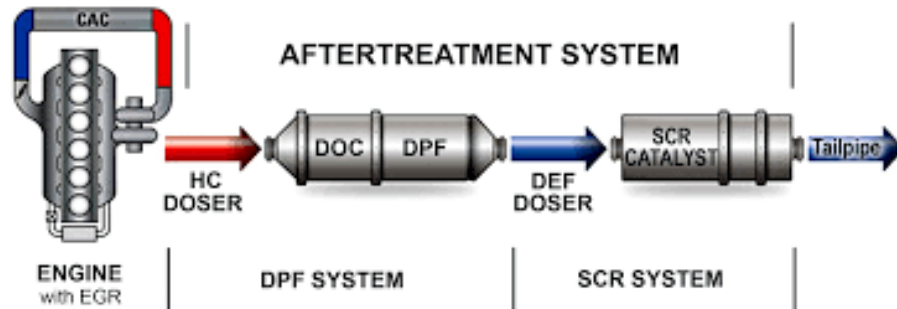 CAC
AFTERTREATMENT SYSTEM
DOC
DPF
SCR
CATALYST
Tailpipe
HC
DOSER
DEF
DOSER
ENGINE
with EGR
DPF SYSTEM
SCR SYSTEM